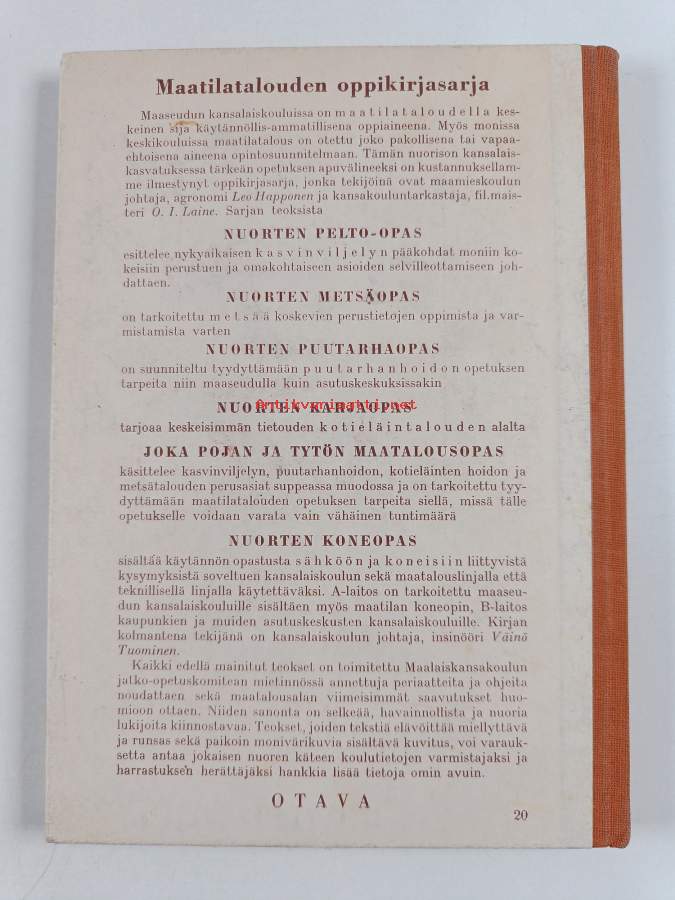 Maatilatalouden oppikirjasarja
Maaseudun kansalaiskouluissa on maatilataloudella kes-
keinen sija käytännöllis-ammatillisena oppiaineena. Myös monissa
keskikouluissa maatilatalous on otettu joko pakollisena tai vapaa-
ehtoisena aineena opintosuunnitelmaan. Tämän nuorison kansalais-
kasvatuksessa tärkeän opetuksen apuvälineeksi on kustannuksellam-
me ilmestynyt oppikirjasarja, jonka tekijöinä ovat maamieskoulun
johtaja, agronomi Leo Happonen ja kansakouluntarkastaja, fil.mais-
teri O. I. Laine. Sarjan teoksista
NUORTEN PELTO-OPAS
esittelee nykyaikaisen kasvinviljelyn pääkohdat moniin ko-
keisiin perustuen ja omakohtaiseen asioiden selvilleottamiseen joh-
dattaen.
NUORTEN METSÄOPAS
on tarkoitettu metsää koskevien perustietojen oppimista ja var-
mistamista varten
NUORTEN PUUTARHAOPAS
on suunniteltu tyydyttämään puutarhanhoidon opetuksen
tarpeita niin maaseudulla kuin asutuskeskuksissakin
NUORTEN KARJAOPAS
antikvariaatti.net
tarjoaa keskeisimmän tietouden kotieläintalouden alalta
JOKA POJAN JA TYTÖN MAATALOUSOPAS
käsittelee kasvinviljelyn, puutarhanhoidon, kotieläinten hoidon ja
metsätalouden perusasiat suppeassa muodossa ja on tarkoitettu tyy-
dyttämään maatilatalouden opetuksen tarpeita siellä, missä tälle
opetukselle voidaan varata vain vähäinen tuntimäärä
NUORTEN KONEOPAS
sisältää käytännön opastusta sähköön ja koneisiin liittyvistä
kysymyksistä soveltuen kansalaiskoulun sekä maatalouslinjalla että
teknillisellä linjalla käytettäväksi. A-laitos on tarkoitettu maaseu-
dun kansalaiskouluille sisältäen myös maatilan koneopin, B-laitos
kaupunkien ja muiden asutuskeskusten kansalaiskouluille. Kirjan
kolmantena tekijänä on kansalaiskoulun johtaja, insinööri Väinö
Tuominen.
Kaikki edellä mainitut teokset on toimitettu Maalaiskansakoulun
jatko-opetuskomitean mietinnössä annettuja periaatteita ja ohjeita
noudattaen sekä maatalousalan viimeisimmät saavutukset huo-
mioon ottaen. Niiden sanonta on selkeää, havainnollista ja nuoria
lukijoita kiinnostavaa. Teokset, joiden tekstiä elävöittää miellyttävä
ja runsas sekä paikoin monivärikuvia sisältävä kuvitus, voi varauk-
setta antaa jokaisen nuoren käteen koulutietojen varmistajaksi ja
harrastuksen herättäjäksi hankkia lisää tietoja omin avuin.
OTAVA
20